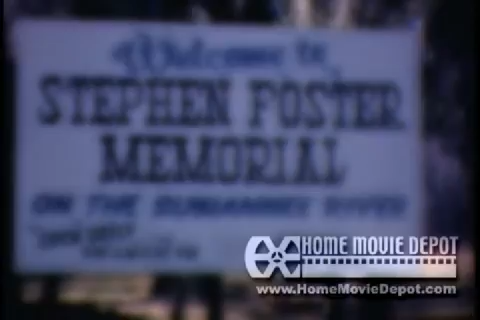 Welcome to
STEPHEN FOSTER
MEMORIAL
ON THE SUWANNEE RIVER
HOME MOVIE DEPOT
www.HomeMovieDepot.com